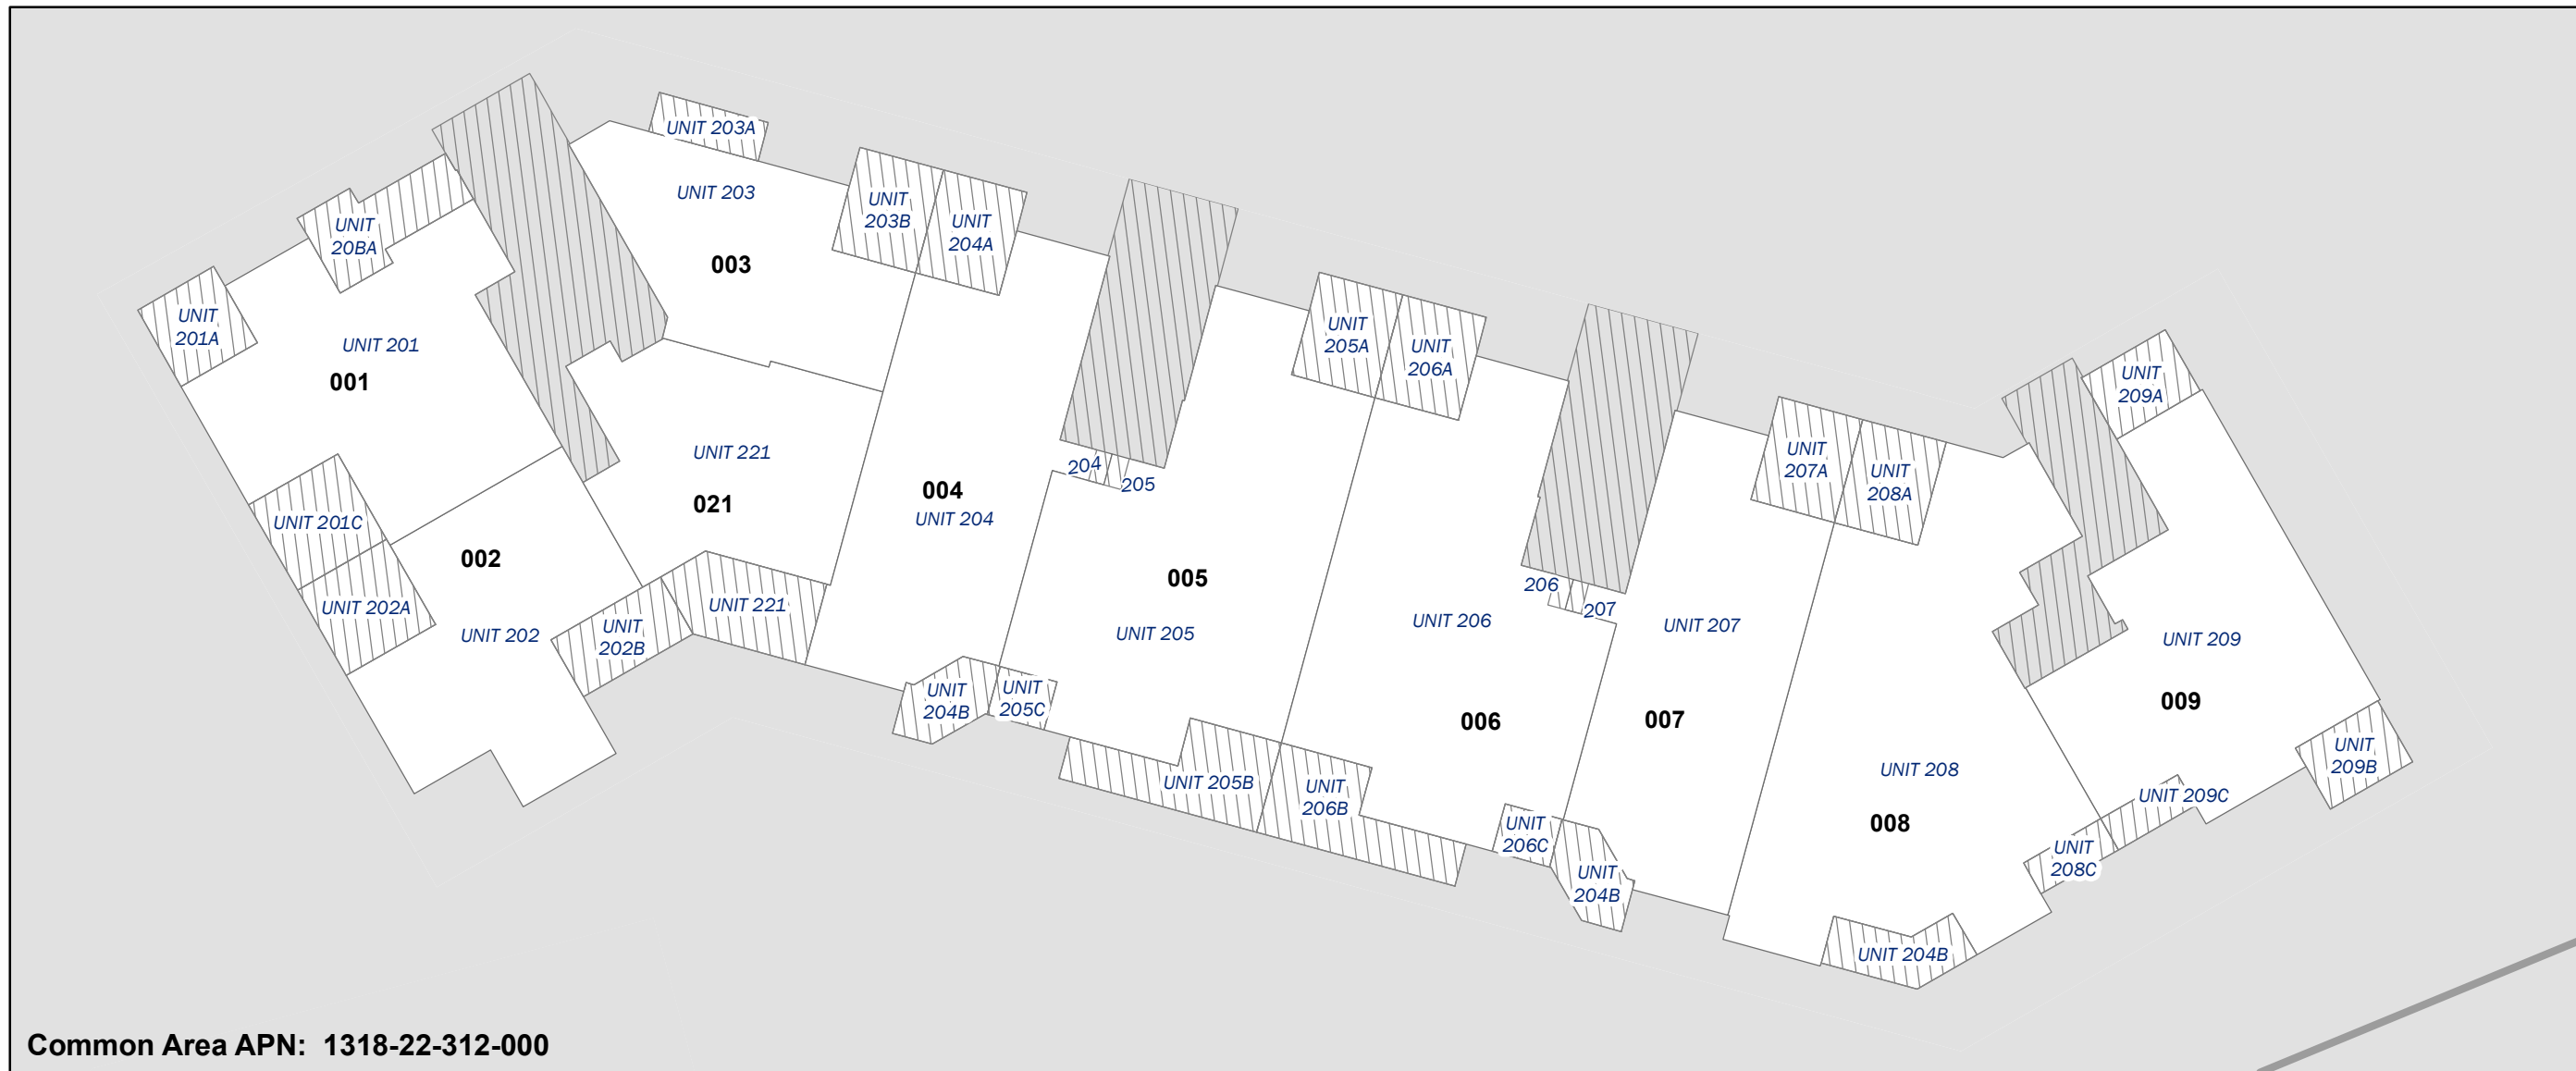 UNIT 203A
UNIT 203
003
UNIT
203B
UNIT
204A
UNIT
20BA
UNIT
201A
UNIT 201
001
UNIT 221
021
UNIT 201C
002
UNIT 202A
UNIT 202
UNIT
202B
UNIT 221
004
UNIT 204
204
205
UNIT
205A
UNIT
206A
005
UNIT 205
UNIT
204B
UNIT
205C
UNIT 205B
UNIT
206B
206
207
UNIT 206
006
UNIT 207
007
UNIT
206C
UNIT
204B
UNIT
207A
UNIT
208A
UNIT 208
008
UNIT 204B
UNIT
209A
UNIT 209
009
UNIT
209B
UNIT 209C
UNIT
208C
Common Area APN: 1318-22-312-000